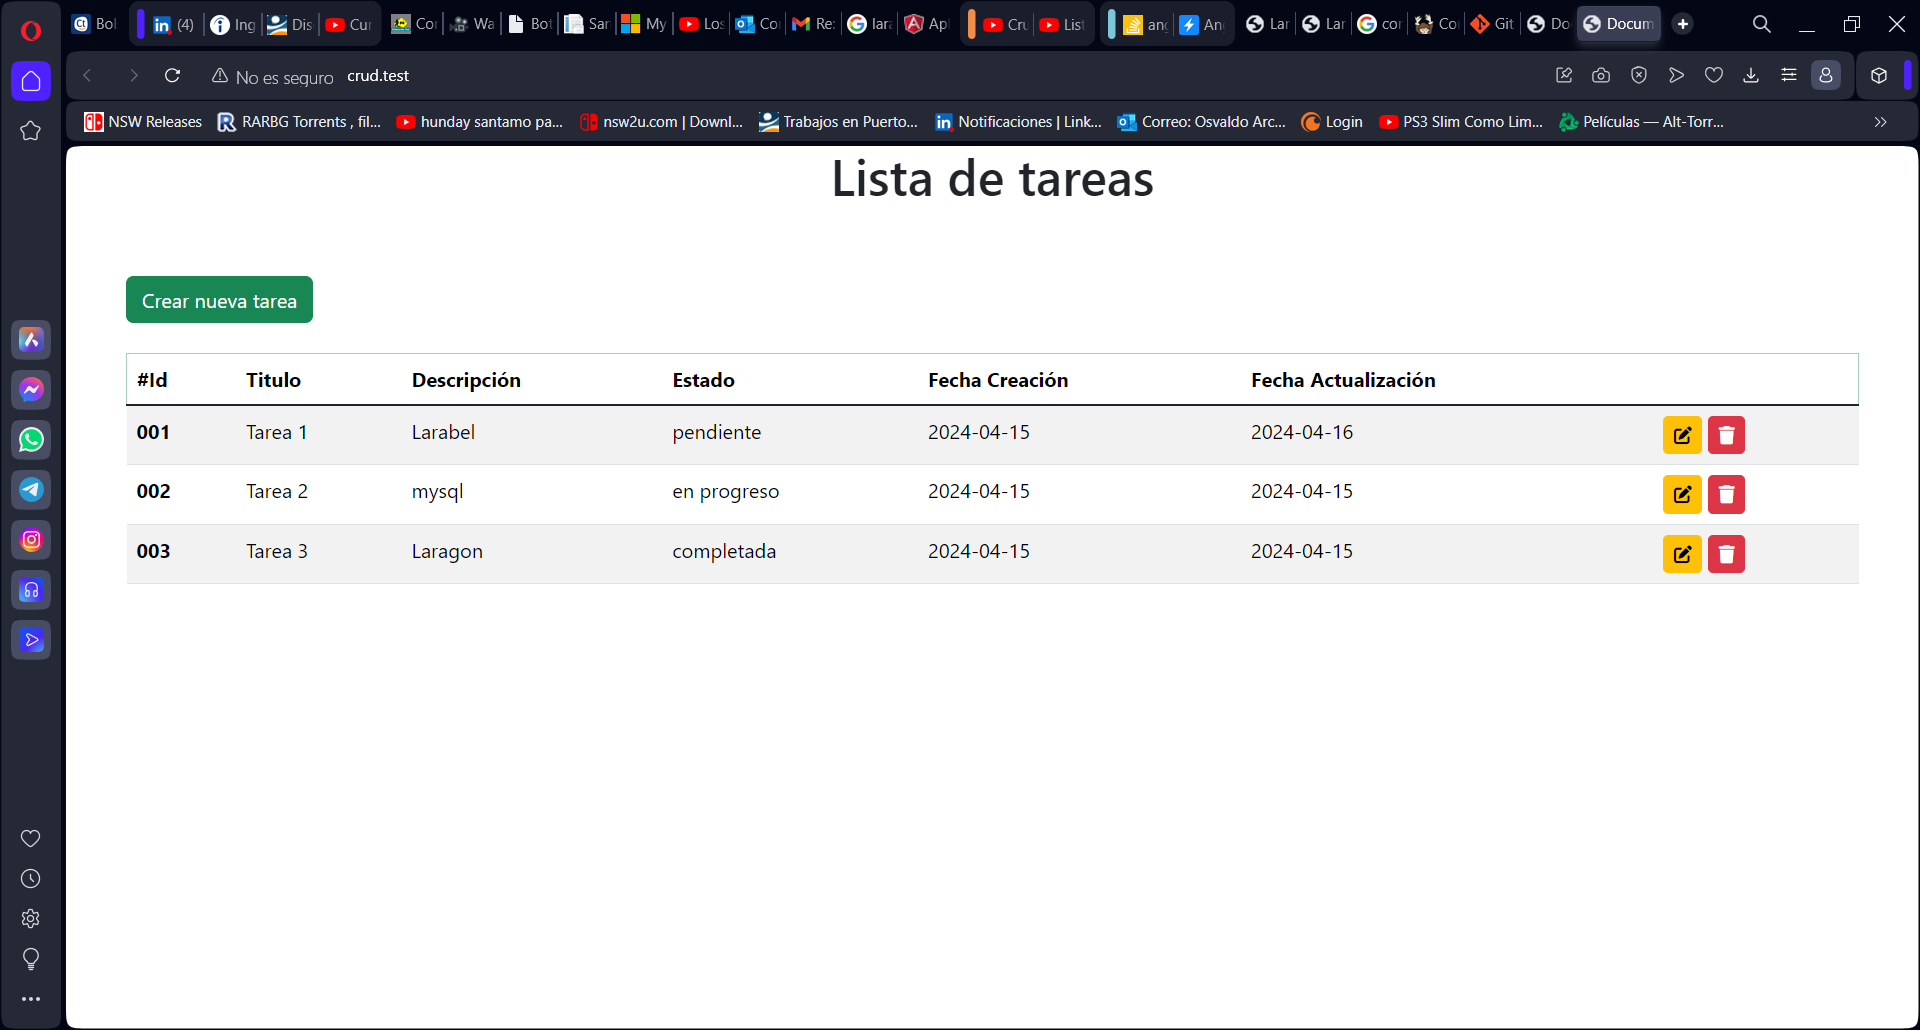 Bol (4) Ing Dis Cur Cor Wa Bot San My Los Co Re: lara Ap Cru List ang An Lar Lar cor Co Git Do Docum
No es seguro crud.test
NSW Releases RARBG Torrents , fil... hunday santamo pa... nsw2u.com | Downl... Trabajos en Puerto... Notificaciones | Link... Correo: Osvaldo Arc... Login PS3 Slim Como Lim... Películas — Alt-Torr...
Lista de tareas
Crear nueva tarea
#Id Titulo Descripción Estado Fecha Creación Fecha Actualización
001 Tarea 1 Larabel pendiente 2024-04-15 2024-04-16
002 Tarea 2 mysql en progreso 2024-04-15 2024-04-15
003 Tarea 3 Laragon completada 2024-04-15 2024-04-15